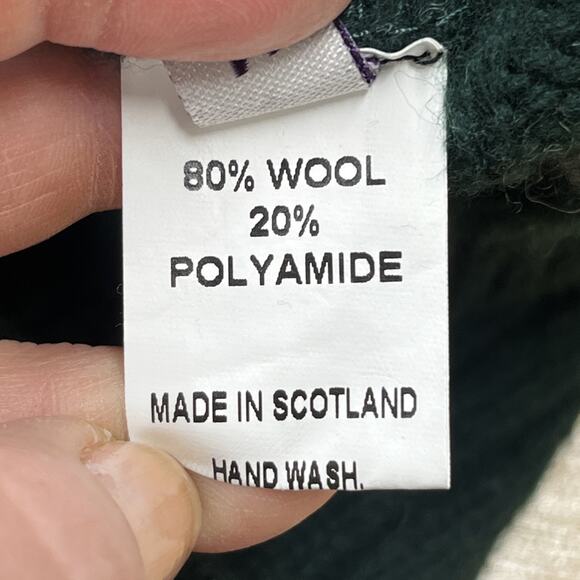 80% WOOL
20%
POLYAMIDE
MADE IN SCOTLAND
HAND WASH.